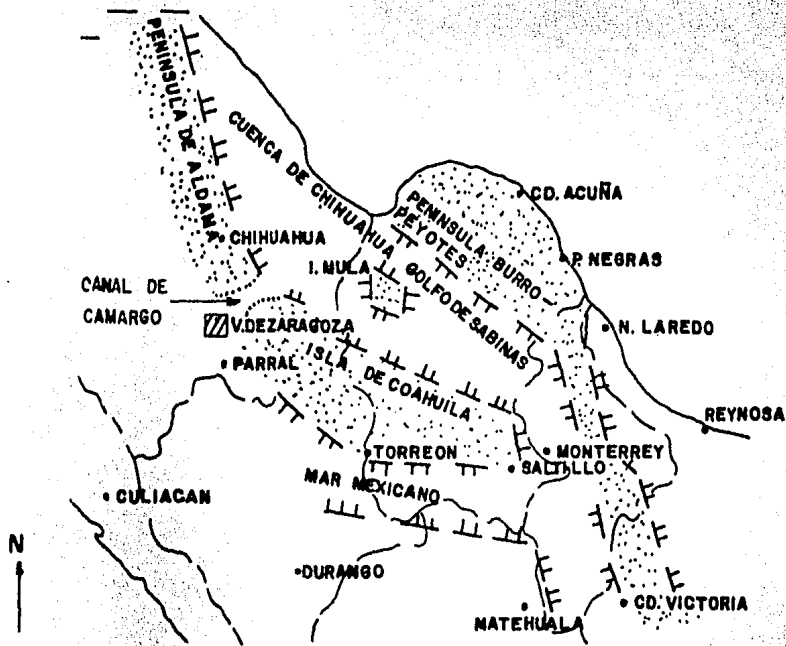 PENINSULA DE ALDAMA
CUENCA DE CHIHUAHUA
CD. ACUÑA
PENINSULA BURRO-
PEYOTES
CHIHUAHUA
P. NEGRAS
I. MULA
GOLFO DE SABINAS
CANAL DE
CAMARGO
V. DE ZARAGOZA
N. LAREDO
PARRAL
ISLA DE COAHUILA
REYNOSA
TORREON
MONTERREY
SALTILLO
MAR MEXICANO
CULIACAN
N
DURANGO
CD. VICTORIA
MATEHUALA